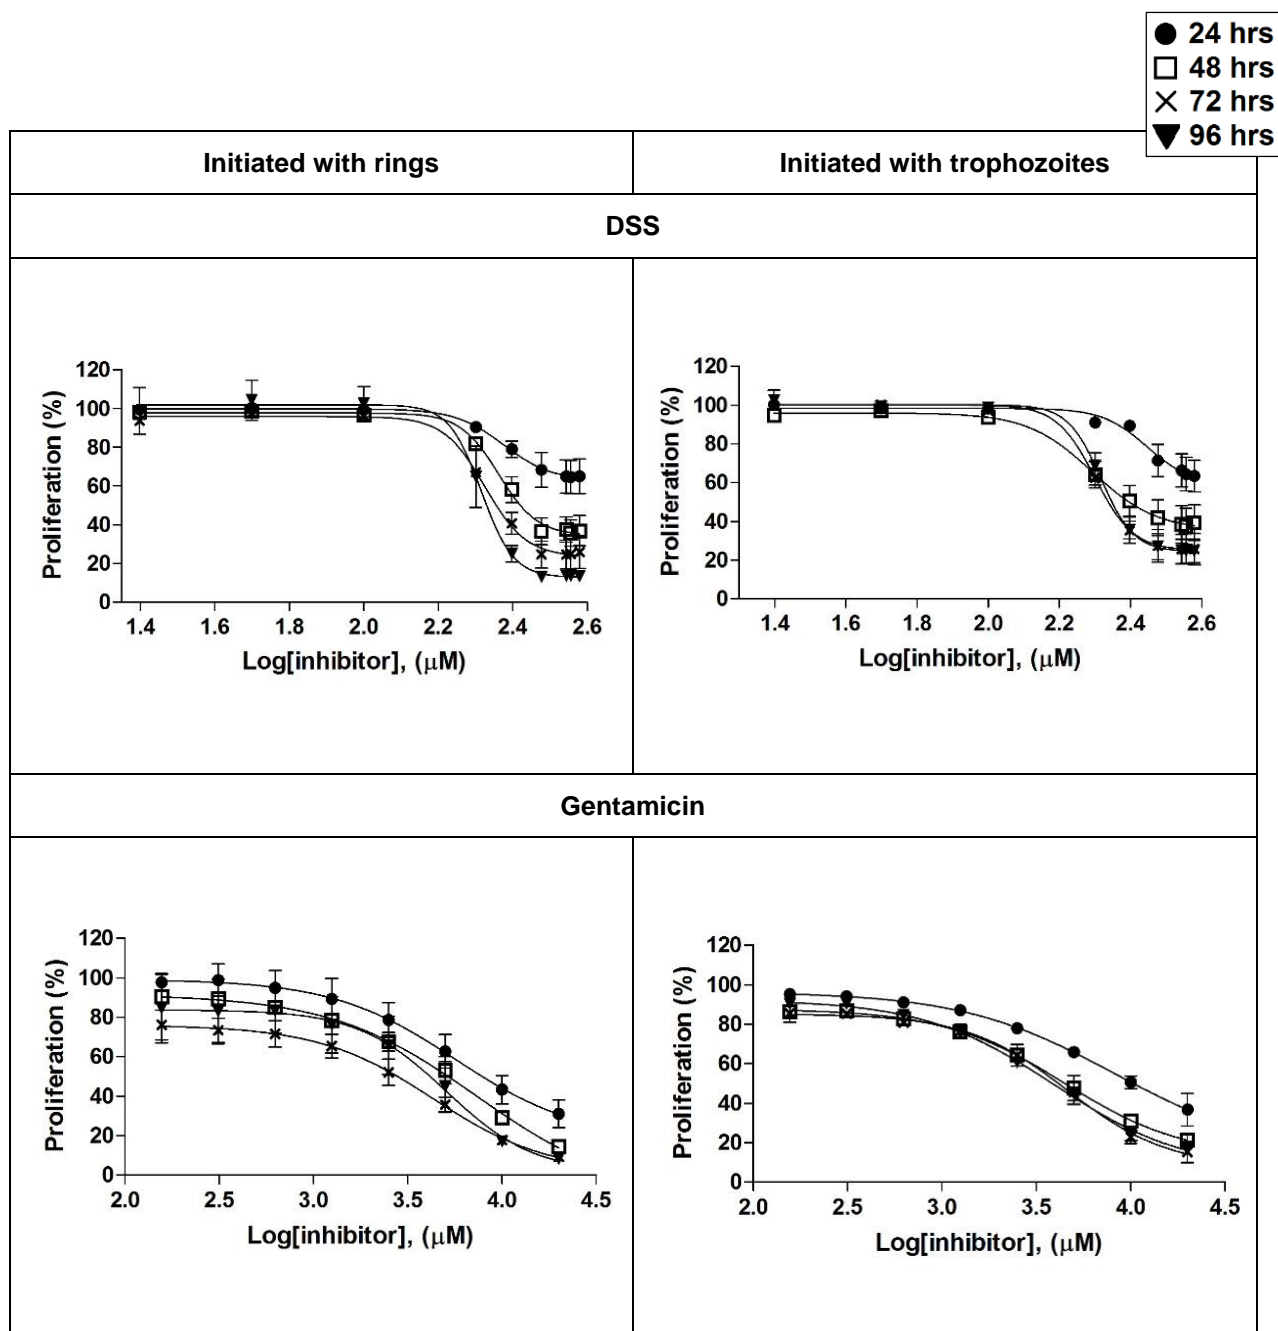 24 hrs
48 hrs
72 hrs
96 hrs
Initiated with rings
Initiated with trophozoites
DSS
120
100
80
60
40
20
0
Proliferation (%)
1.4 1.6 1.8 2.0 2.2 2.4 2.6
Log[inhibitor], (μM)
120
100
80
60
40
20
0
Proliferation (%)
1.4 1.6 1.8 2.0 2.2 2.4 2.6
Log[inhibitor], (μM)
Gentamicin
120
100
80
60
40
20
0
Proliferation (%)
2.0 2.5 3.0 3.5 4.0 4.5
Log[inhibitor], (μM)
120
100
80
60
40
20
0
Proliferation (%)
2.0 2.5 3.0 3.5 4.0 4.5
Log[inhibitor], (μM)